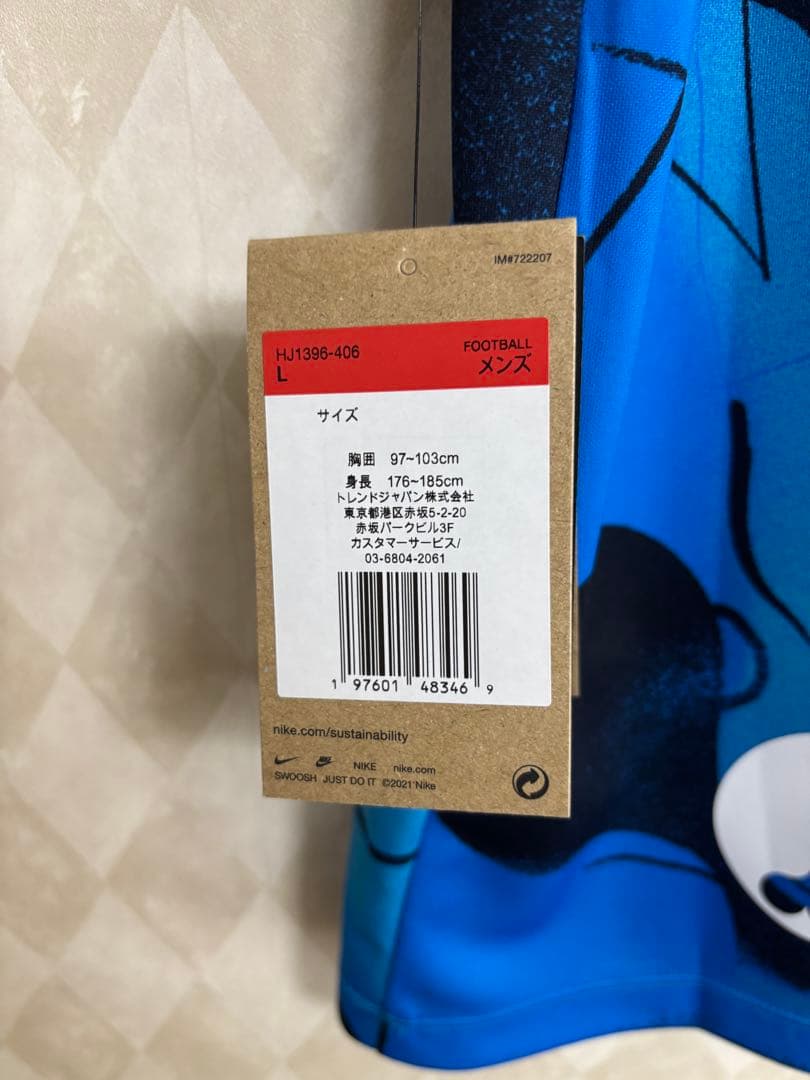 IM#722207
HJ1396-406
FOOTBALL
L
メンズ
サイズ
胸囲 97~103cm
身長 176~185cm
トレンドジャパン株式会社
東京都港区赤坂5-2-20
赤坂パークビル3F
カスタマーサービス/
03-6804-2061
1 97601 48346 9
nike.com/sustainability
NIKE nike.com
SWOOSH JUST DO IT ©2021 Nike